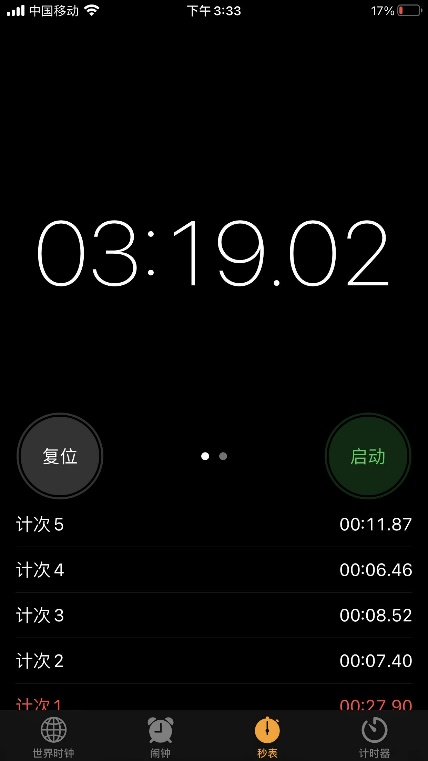 中国移动 下午3:33 17%
03:19.02
复位 启动
计次 5 00:11.87
计次 4 00:06.46
计次 3 00:08.52
计次 2 00:07.40
计次 1 00:27.90
世界时钟 闹钟 秒表 计时器